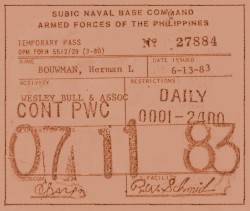 SUBIC NAVAL BASE COMMAND
ARMED FORCES OF THE PHILIPPINES
TEMPORARY PASS Nº 27884
NAME DATE ISSUED
BOUWMAN, Herman L 6-13-83
ACTIVITY RESTRICTIONS
WESLEY BULL & ASSOC DAILY
CONT PWC 0001-2400
07 11 83